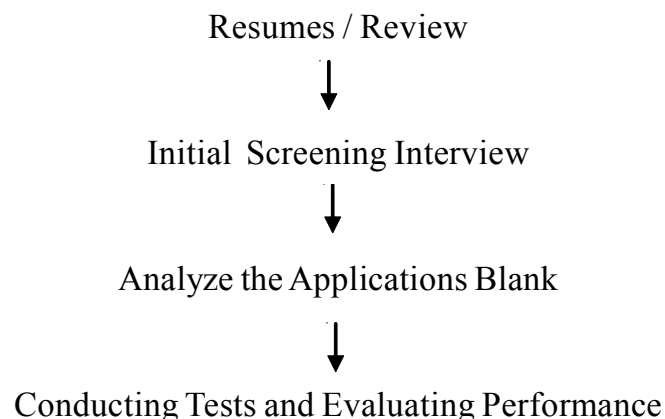 Resumes / Review
Initial Screening Interview
Analyze the Applications Blank
Conducting Tests and Evaluating Performance